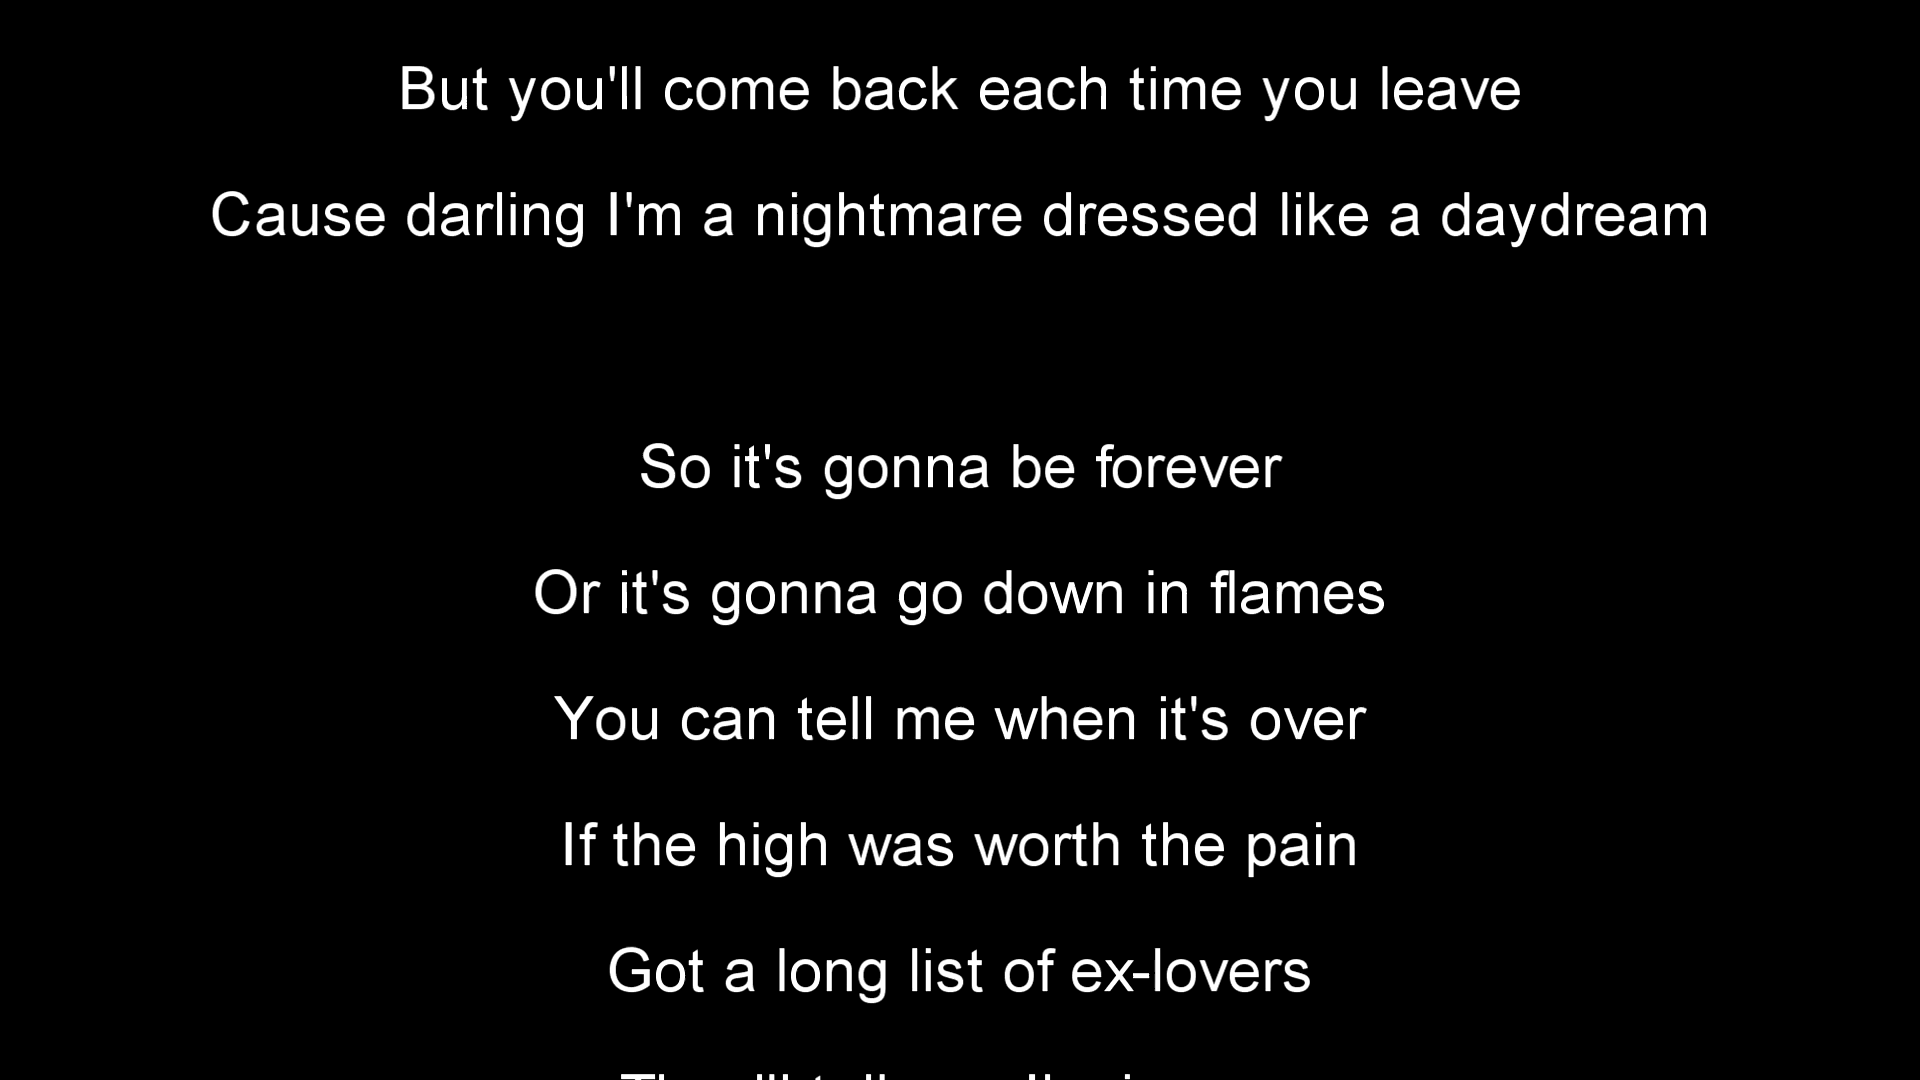 But you'll come back each time you leave
Cause darling I'm a nightmare dressed like a daydream
So it's gonna be forever
Or it's gonna go down in flames
You can tell me when it's over
If the high was worth the pain
Got a long list of ex-lovers